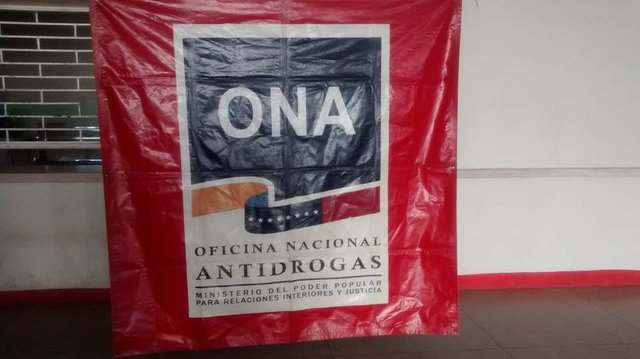 ONA
OFICINA NACIONAL
ANTIDROGAS
MINISTERIO DEL PODER POPULAR
PARA RELACIONES INTERIORES Y JUSTICIA